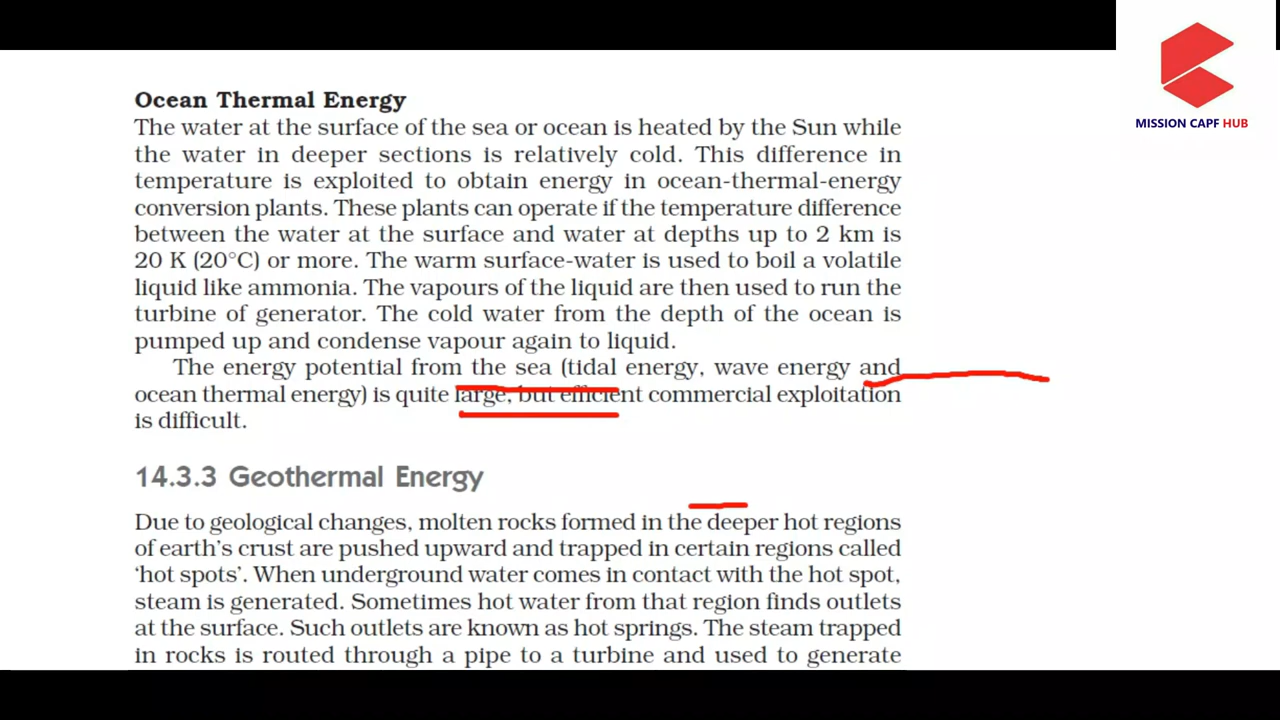 MISSION CAPF HUB
Ocean Thermal Energy
The water at the surface of the sea or ocean is heated by the Sun while
the water in deeper sections is relatively cold. This difference in
temperature is exploited to obtain energy in ocean-thermal-energy
conversion plants. These plants can operate if the temperature difference
between the water at the surface and water at depths up to 2 km is
20 K (20°C) or more. The warm surface-water is used to boil a volatile
liquid like ammonia. The vapours of the liquid are then used to run the
turbine of generator. The cold water from the depth of the ocean is
pumped up and condense vapour again to liquid.
The energy potential from the sea (tidal energy, wave energy and
ocean thermal energy) is quite large, but efficient commercial exploitation
is difficult.
14.3.3 Geothermal Energy
Due to geological changes, molten rocks formed in the deeper hot regions
of earth's crust are pushed upward and trapped in certain regions called
‘hot spots’. When underground water comes in contact with the hot spot,
steam is generated. Sometimes hot water from that region finds outlets
at the surface. Such outlets are known as hot springs. The steam trapped
in rocks is routed through a pipe to a turbine and used to generate